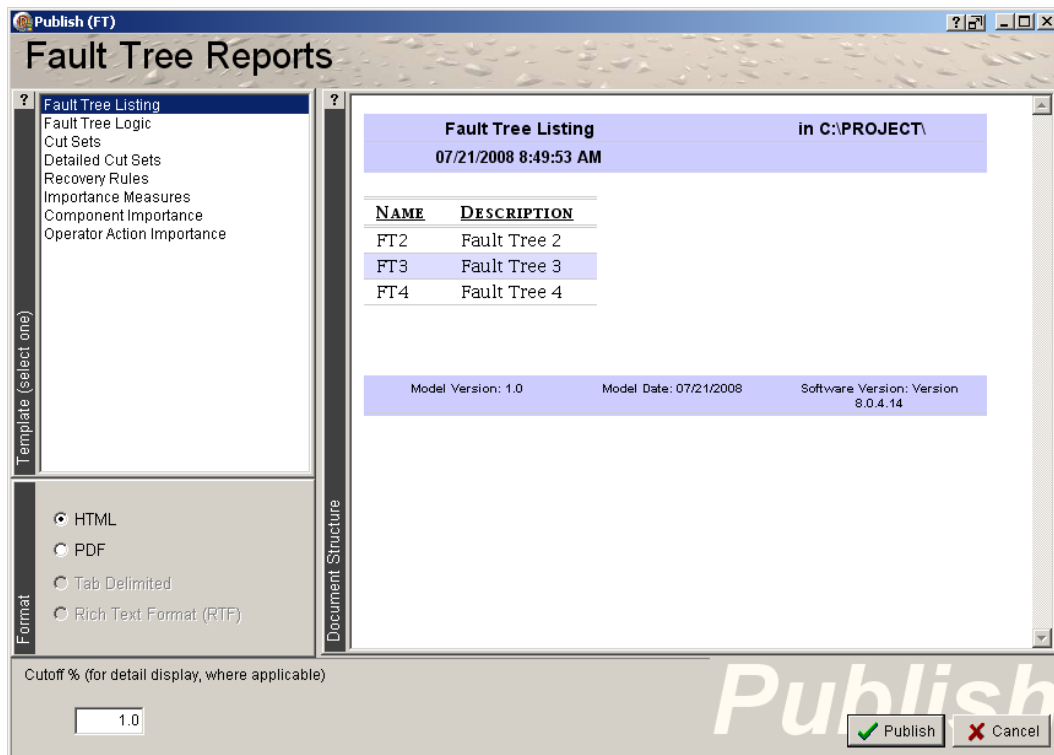 Publish (FT)
Fault Tree Reports
?
Template (select one)
Fault Tree Listing
Fault Tree Logic
Cut Sets
Detailed Cut Sets
Recovery Rules
Importance Measures
Component Importance
Operator Action Importance
Format
HTML
PDF
Tab Delimited
Rich Text Format (RTF)
?
Document Structure
Fault Tree Listing in C:\PROJECT\
07/21/2008 8:49:53 AM
NAME DESCRIPTION
FT2 Fault Tree 2
FT3 Fault Tree 3
FT4 Fault Tree 4
Model Version: 1.0 Model Date: 07/21/2008 Software Version: Version
8.0.4.14
Cutoff % (for detail display, where applicable)
1.0
Publish
Publish Cancel